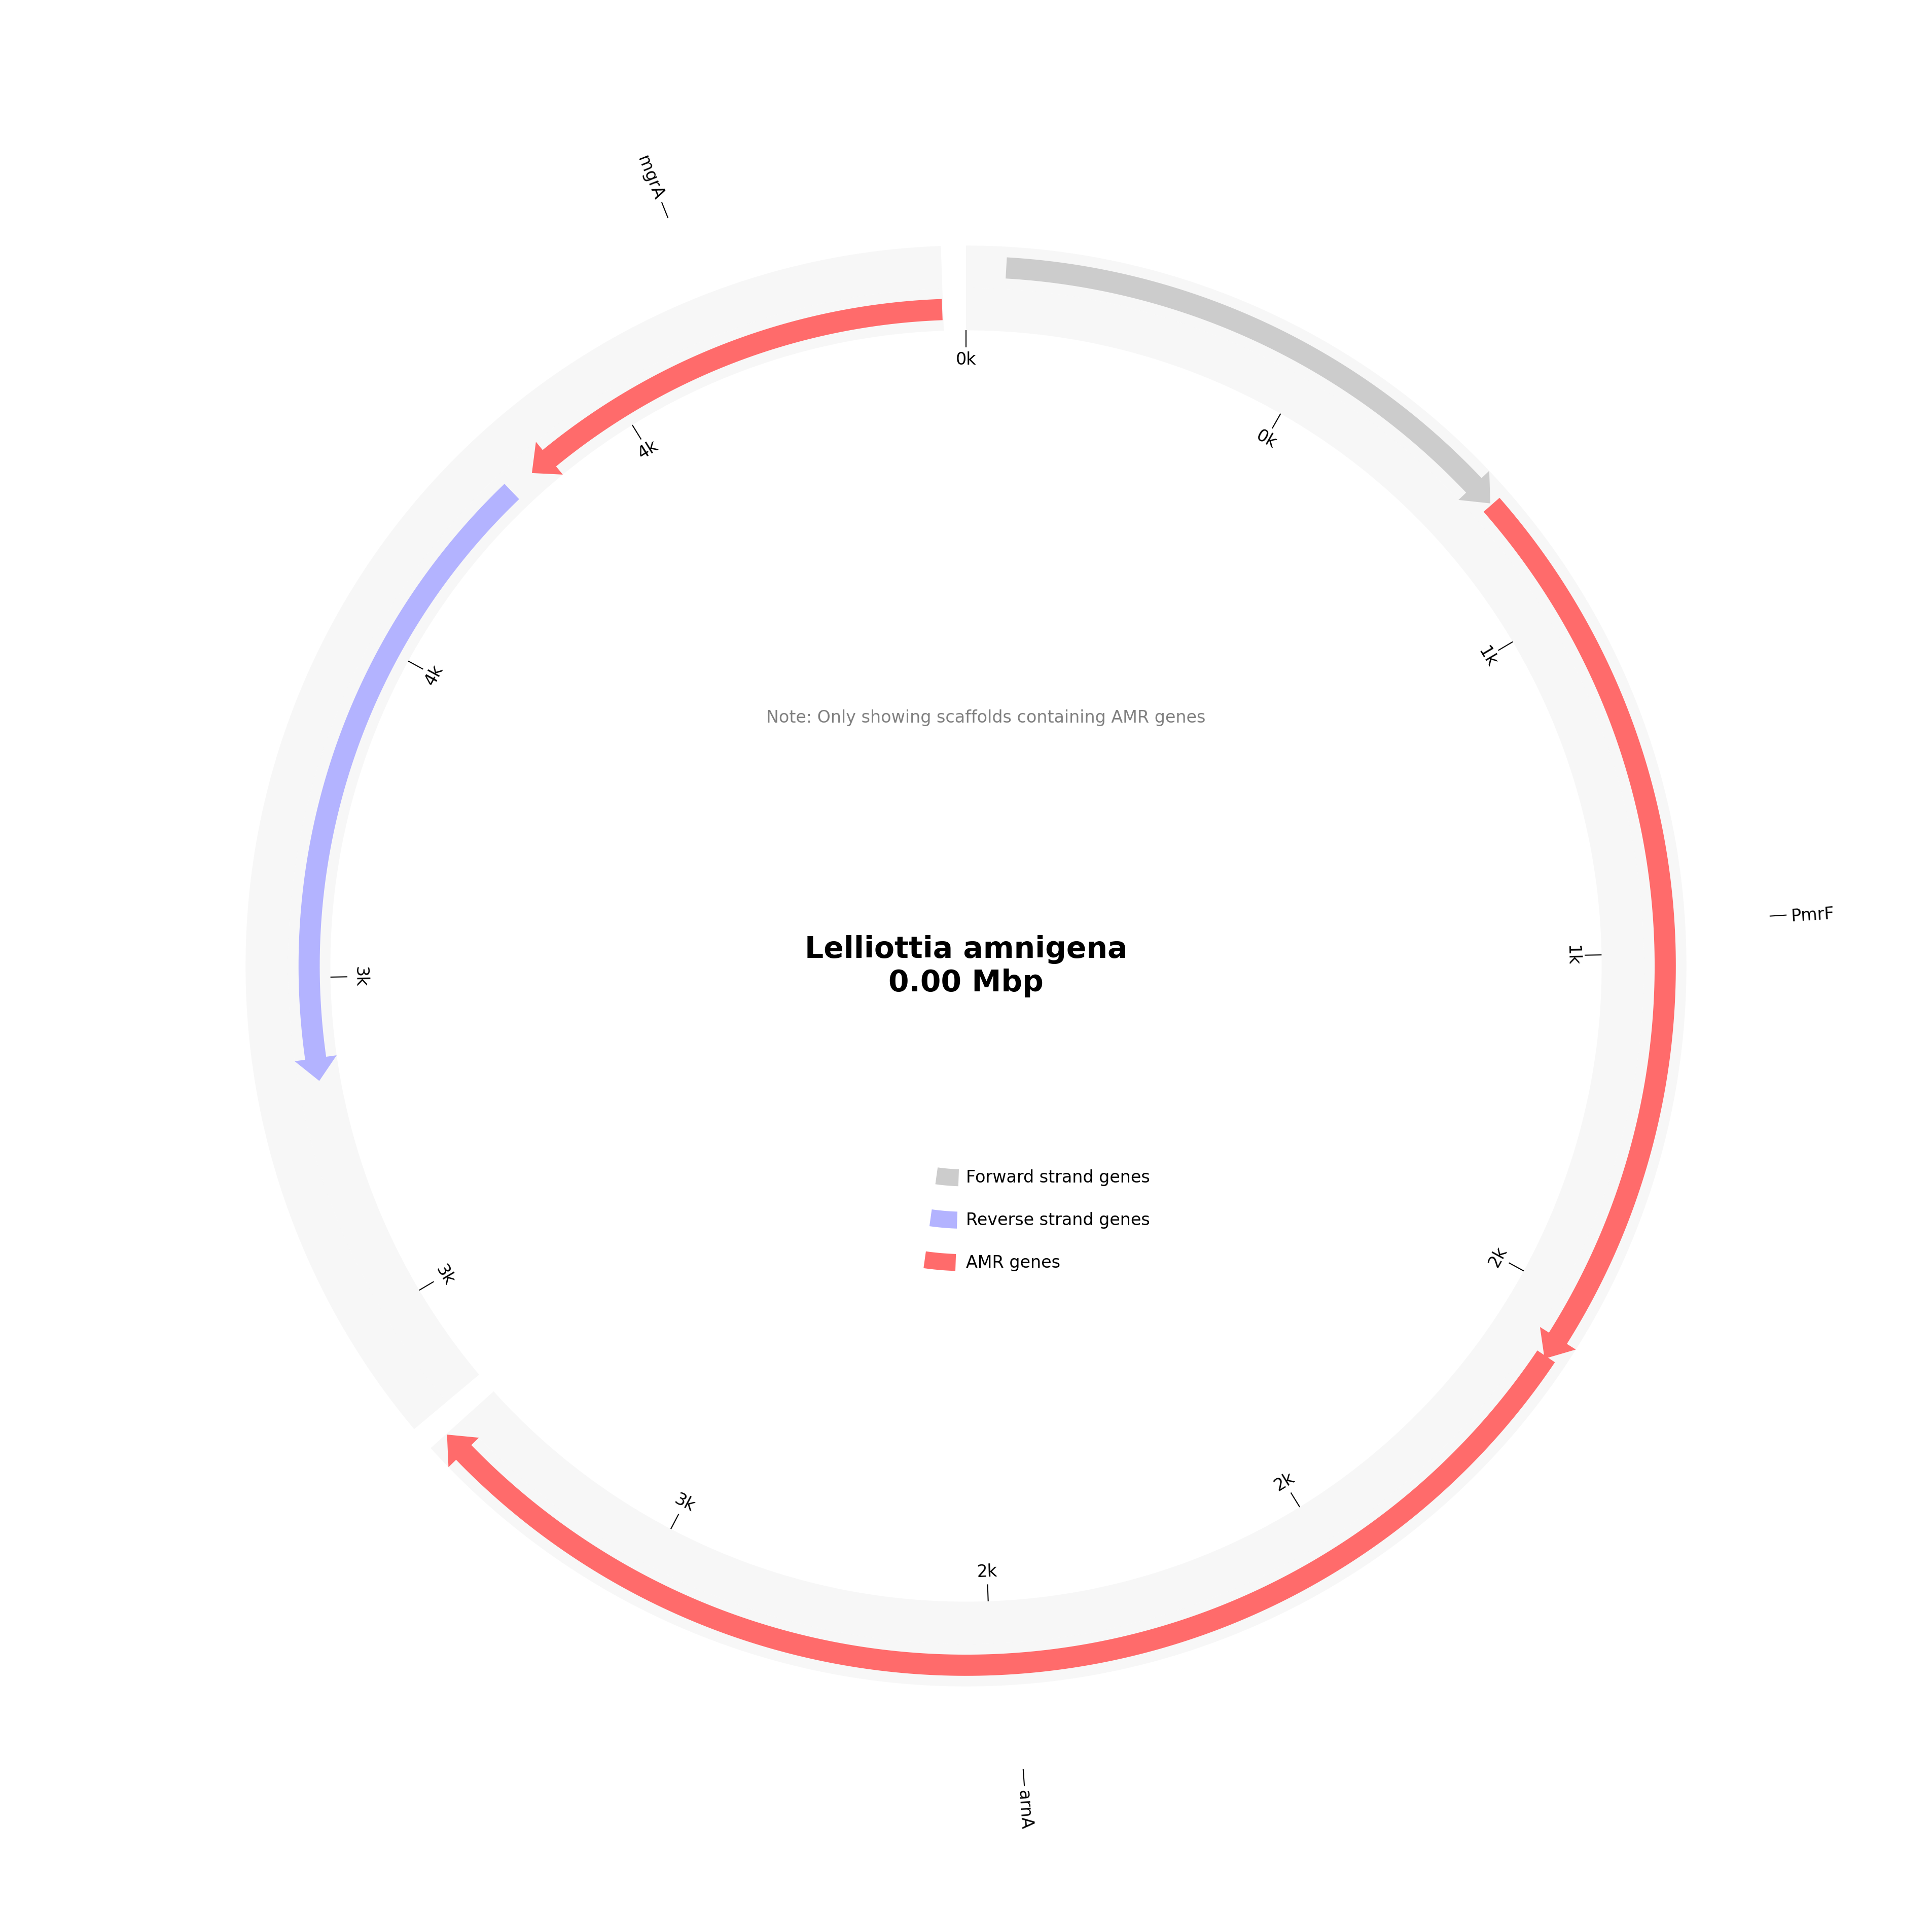 mgrA
0k
0k
4k
1k
4k
Note: Only showing scaffolds containing AMR genes
PmrF
Lelliottia amnigena
0.00 Mbp
1k
3k
Forward strand genes
Reverse strand genes
AMR genes
2k
3k
2k
3k
2k
arnA